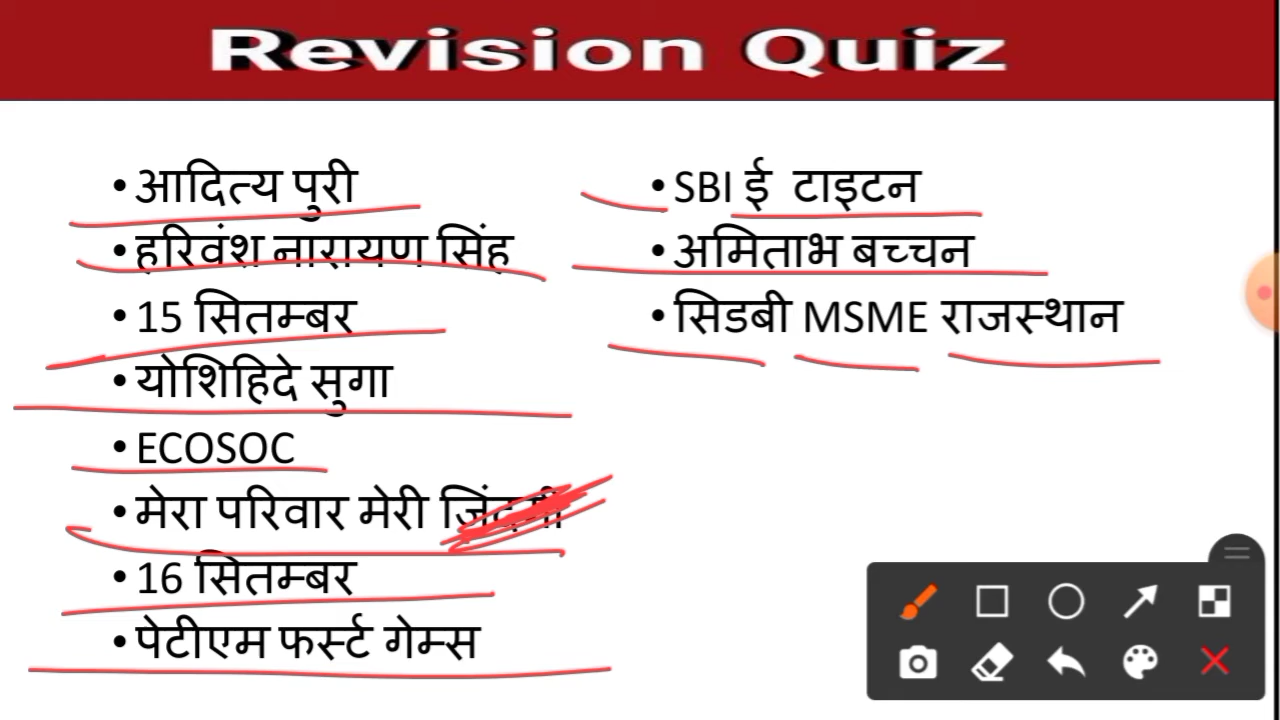 Revision Quiz
• आदित्य पुरी
• हरिवंश नारायण सिंह
• 15 सितम्बर
• योशिहिदे सुगा
• ECOSOC
• मेरा परिवार मेरी जिंदगी
• 16 सितम्बर
• पेटीएम फर्स्ट गेम्स
• SBI ई टाइटन
• अमिताभ बच्चन
• सिडबी MSME राजस्थान